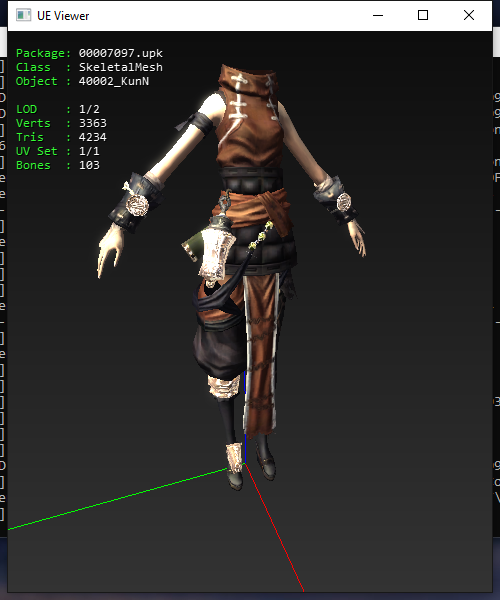 UE Viewer
Package: 00007097.upk
Class : SkeletalMesh
Object : 40002_KunN
LOD : 1/2
Verts : 3363
Tris : 4234
UV Set : 1/1
Bones : 103